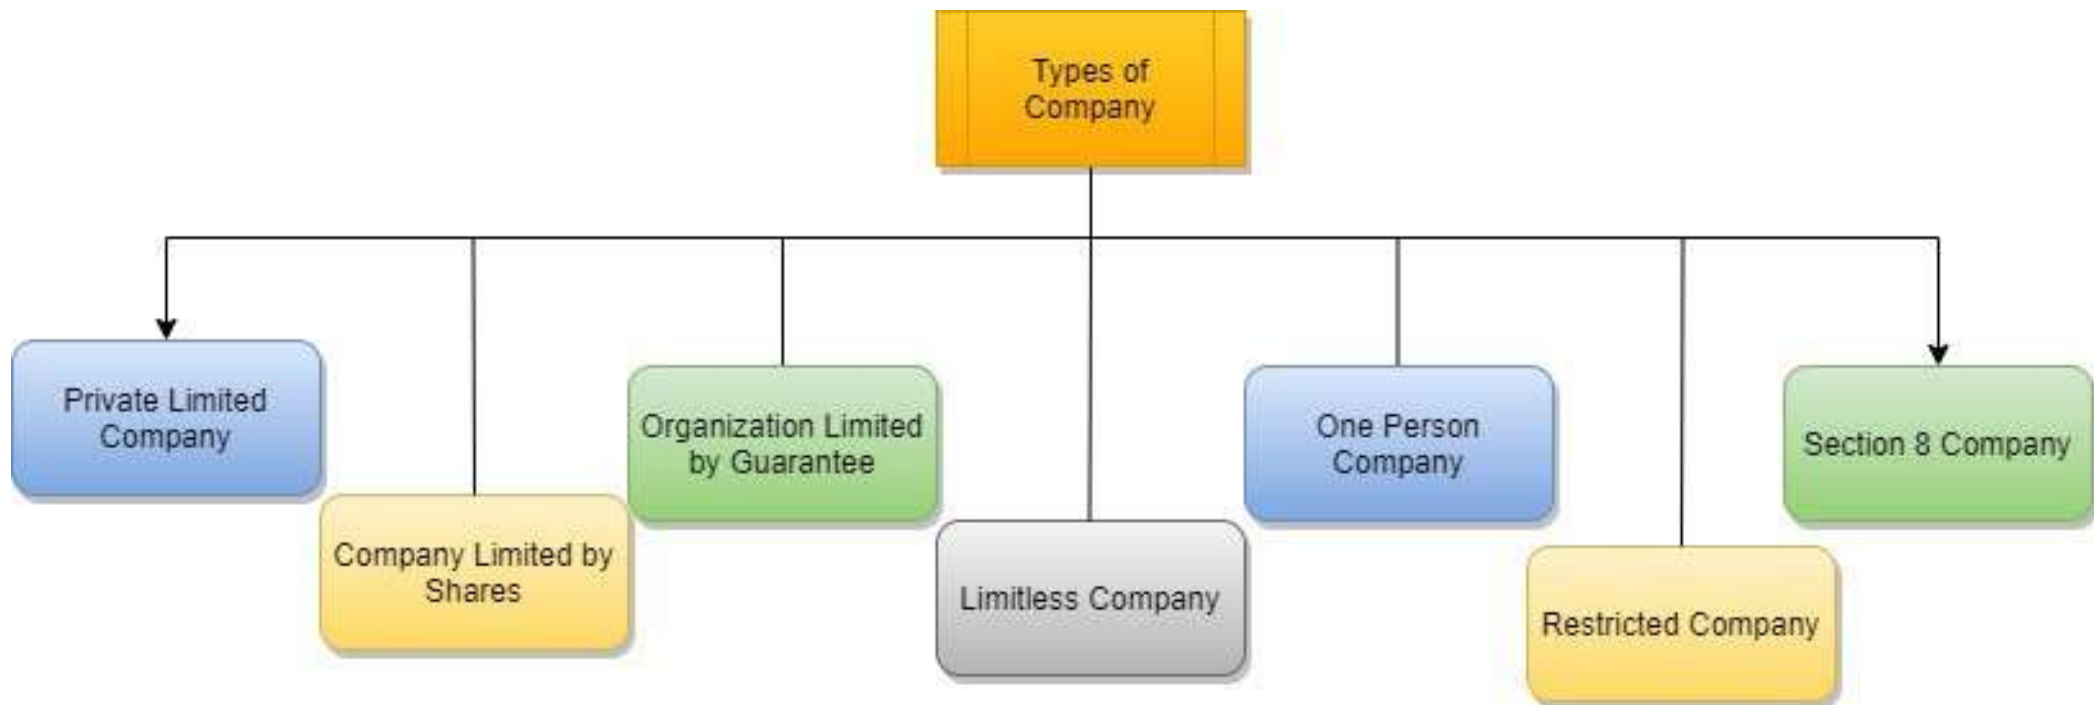 Types of
Company
Private Limited
Company
Company Limited by
Shares
Organization Limited
by Guarantee
Limitless Company
One Person
Company
Restricted Company
Section 8 Company